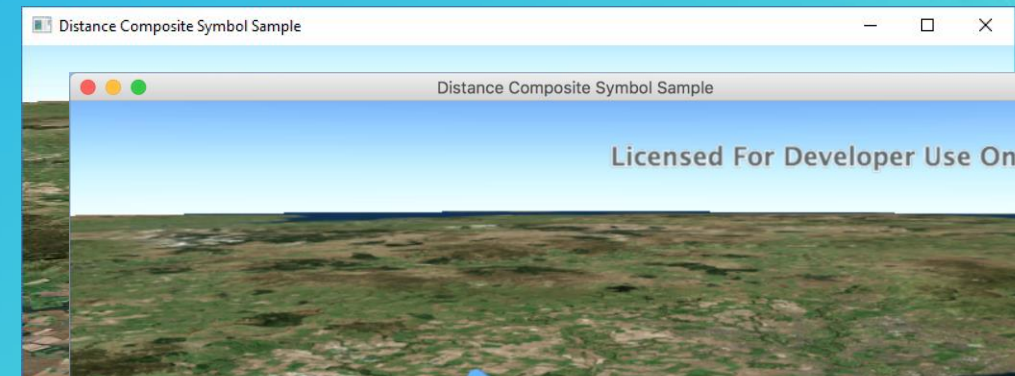 Distance Composite Symbol Sample
Distance Composite Symbol Sample
Licensed For Developer Use On